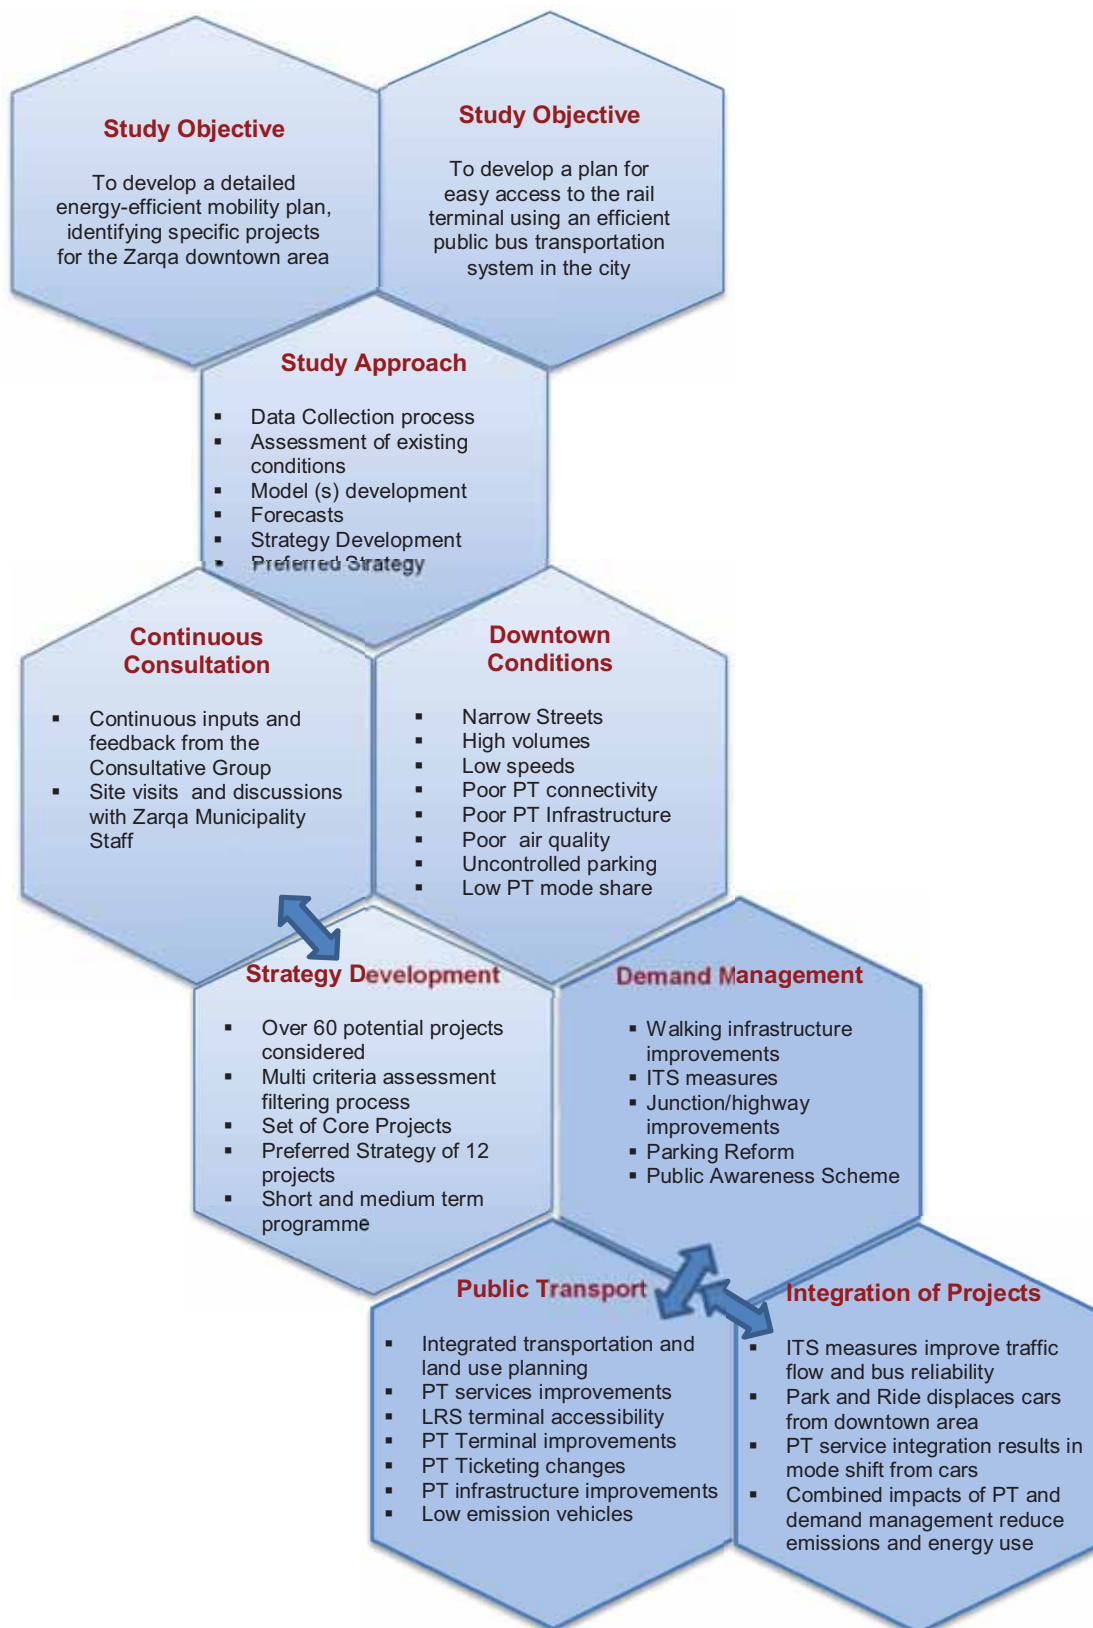 Study Objective
To develop a detailed
energy-efficient mobility plan,
identifying specific projects
for the Zarqa downtown area
Study Objective
To develop a plan for
easy access to the rail
terminal using an efficient
public bus transportation
system in the city
Study Approach
▪ Data Collection process
▪ Assessment of existing
conditions
▪ Model (s) development
▪ Forecasts
▪ Strategy Development
▪ Preferred Strategy
Continuous
Consultation
▪ Continuous inputs and
feedback from the
Consultative Group
▪ Site visits and discussions
with Zarqa Municipality
Staff
Downtown
Conditions
▪ Narrow Streets
▪ High volumes
▪ Low speeds
▪ Poor PT connectivity
▪ Poor PT Infrastructure
▪ Poor air quality
▪ Uncontrolled parking
▪ Low PT mode share
Strategy Development
▪ Over 60 potential projects
considered
▪ Multi criteria assessment
filtering process
▪ Set of Core Projects
▪ Preferred Strategy of 12
projects
▪ Short and medium term
programme
Demand Management
▪ Walking infrastructure
improvements
▪ ITS measures
▪ Junction/highway
improvements
▪ Parking Reform
▪ Public Awareness Scheme
Public Transport
▪ Integrated transportation and
land use planning
▪ PT services improvements
▪ LRS terminal accessibility
▪ PT Terminal improvements
▪ PT Ticketing changes
▪ PT infrastructure improvements
▪ Low emission vehicles
Integration of Projects
▪ ITS measures improve traffic
flow and bus reliability
▪ Park and Ride displaces cars
from downtown area
▪ PT service integration results in
mode shift from cars
▪ Combined impacts of PT and
demand management reduce
emissions and energy use